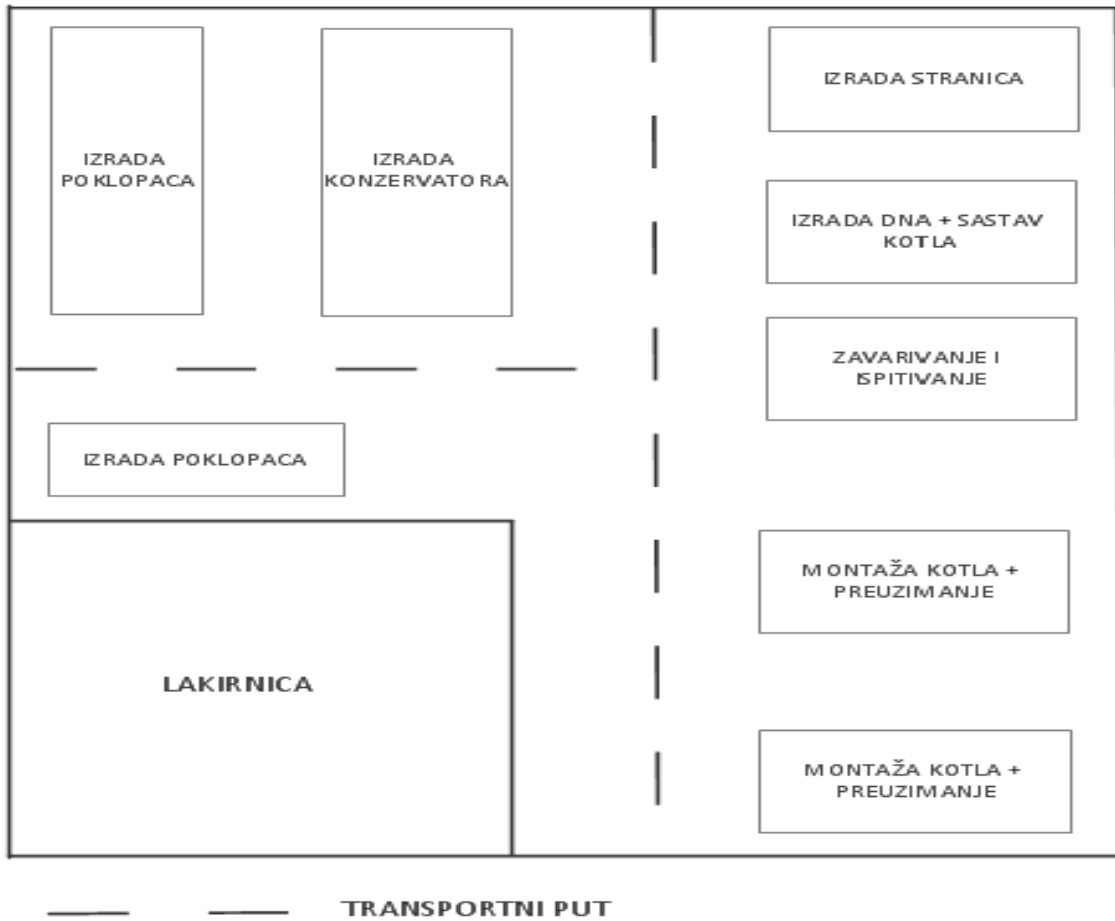 IZRADA
POKLOPACA
IZRADA
KONZERVATORA
IZRADA STRANICA
IZRADA DNA + SASTAV
KOTLA
ZAVARIVANJE I
ISPITIVANJE
IZRADA POKLOPACA
MONTAŽA KOTLA +
PREUZIMANJE
LAKIRNICA
MONTAŽA KOTLA +
PREUZIMANJE
TRANSPORTNI PUT